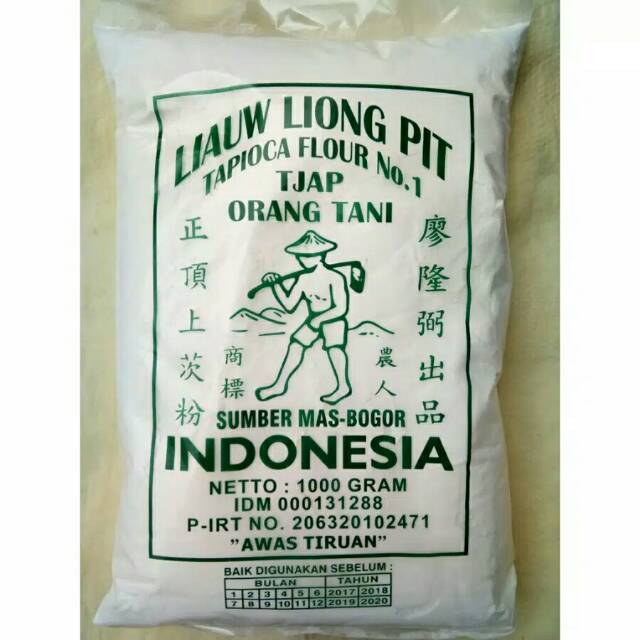 LIAUW LIONG PIT
TAPIOCA FLOUR No.1
TJAP
ORANG TANI
正頂上茨粉
商標
農人
廖隆弼出品
SUMBER MAS-BOGOR
INDONESIA
NETTO : 1000 GRAM
IDM 000131288
P-IRT NO. 206320102471
"AWAS TIRUAN"
BAIK DIGUNAKAN SEBELUM :
BULAN TAHUN
1 2 3 4 5 6 2017 2018
7 8 9 10 11 12 2019 2020